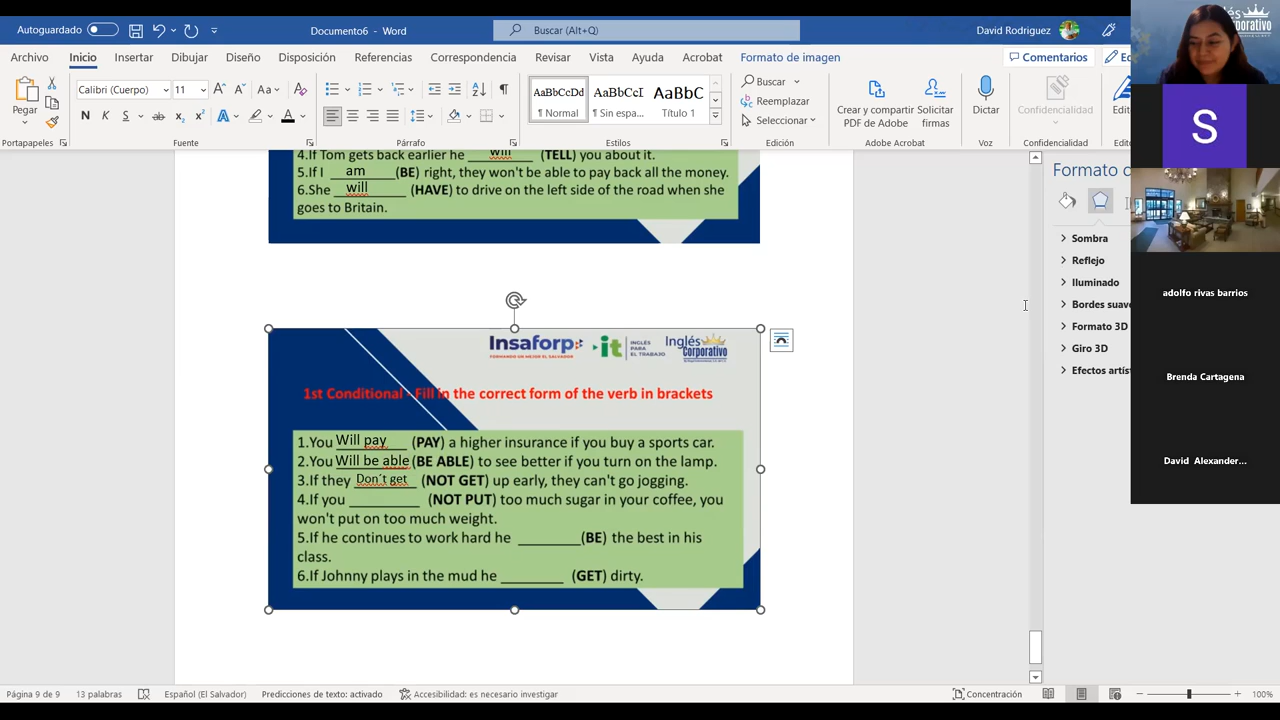 Autoguardado
Documento6 - Word
Buscar (Alt+Q)
David Rodriguez
Archivo Inicio Insertar Dibujar Diseño Disposición Referencias Correspondencia Revisar Vista Ayuda Acrobat Formato de imagen
Comentarios
Pegar
Calibri (Cuerpo) 11
AaBbCcDd AaBbCcI AaBbC
¶ Normal ¶ Sin espa... Título 1
Buscar
Reemplazar
Seleccionar
Crear y compartir PDF de Adobe
Solicitar firmas
Dictar
Confidencialidad
Portapapeles Fuente Párrafo Estilos Edición Adobe Acrobat Voz Confidencialidad
4.If Tom gets back earlier he will (TELL) you about it.
5.If I am (BE) right, they won't be able to pay back all the money.
6.She will (HAVE) to drive on the left side of the road when she
goes to Britain.
Insaforp
it INGLÉS PARA EL TRABAJO
Inglés Corporativo
1st Conditional - Fill in the correct form of the verb in brackets
1.You Will pay (PAY) a higher insurance if you buy a sports car.
2.You Will be able (BE ABLE) to see better if you turn on the lamp.
3.If they Don´t get (NOT GET) up early, they can't go jogging.
4.If you __________ (NOT PUT) too much sugar in your coffee, you
won't put on too much weight.
5.If he continues to work hard he _________(BE) the best in his
class.
6.If Johnny plays in the mud he _________ (GET) dirty.
Formato d
Sombra
Reflejo
Iluminado
Bordes suave
Formato 3D
Giro 3D
Efectos artís
S
adolfo rivas barrios
Brenda Cartagena
David Alexander...
Página 9 de 9 13 palabras Español (El Salvador) Predicciones de texto: activado Accesibilidad: es necesario investigar Concentración 100%